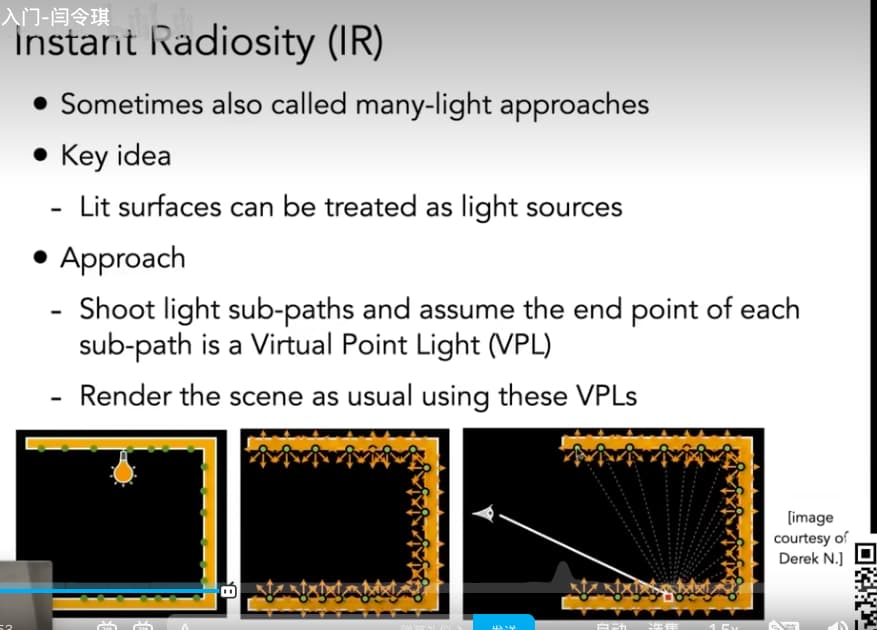 入门-闫令琪
Instant Radiosity (IR)
● Sometimes also called many-light approaches
● Key idea
- Lit surfaces can be treated as light sources
● Approach
- Shoot light sub-paths and assume the end point of each
sub-path is a Virtual Point Light (VPL)
- Render the scene as usual using these VPLs
[image
courtesy of
Derek N.]